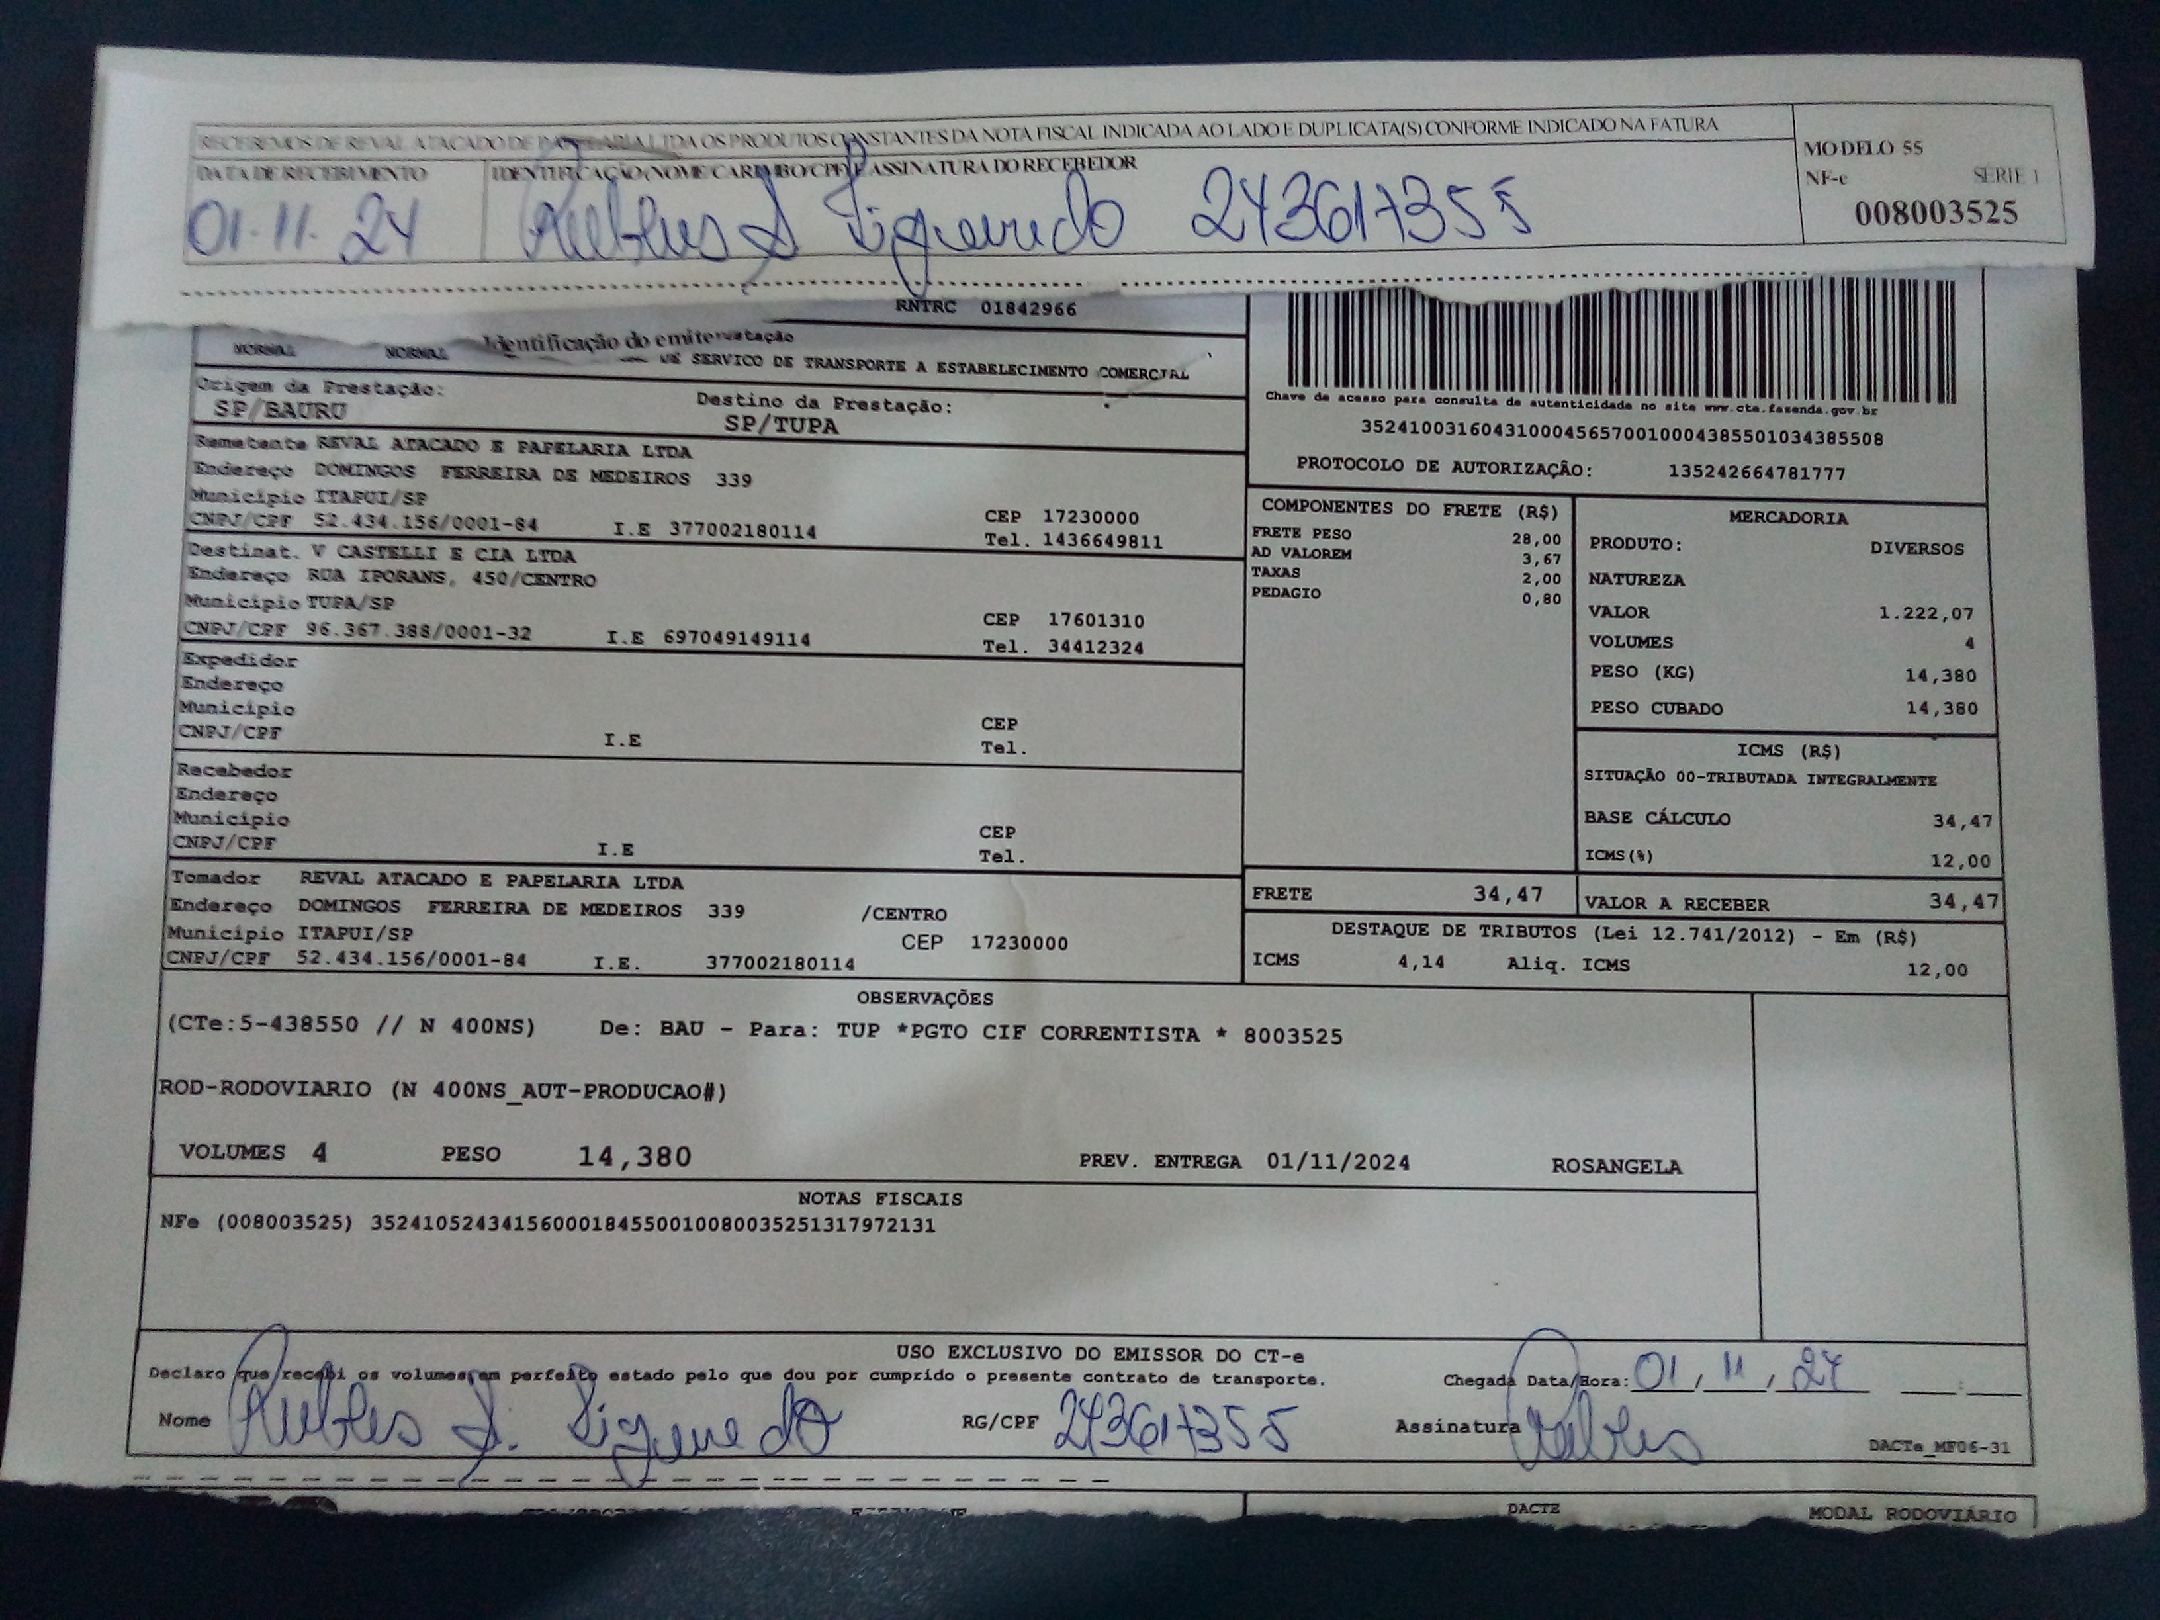 RECEBEMOS DE REVAL ATACADO DE PAPELARIA LTDA OS PRODUTOS CONSTANTES DA NOTA FISCAL INDICADA AO LADO E DUPLICATA(S) CONFORME INDICADO NA FATURA
DATA DE RECEBIMENTO
IDENTIFICAÇÃO (NOME/CARIMBO/CPF) E ASSINATURA DO RECEBEDOR
01.11.24
243617355
MODELO 55
NF-e SÉRIE 1
008003525
RNTRC 01842966
NORMAL NORMAL Identificação do emite stação
DE SERVICO DE TRANSPORTE A ESTABELECIMENTO COMERCIAL
Origem da Prestação: Destino da Prestação:
SP/BAURU SP/TUPA
Remetente REVAL ATACADO E PAPELARIA LTDA
Endereço DOMINGOS FERREIRA DE MEDEIROS 339
Município ITAPUI/SP CEP 17230000
CNPJ/CPF 52.434.156/0001-84 I.E 377002180114 Tel. 1436649811
Destinat. V CASTELLI E CIA LTDA
Endereço RUA IPORANS, 450/CENTRO
Município TUPA/SP CEP 17601310
CNPJ/CPF 96.367.388/0001-32 I.E 697049149114 Tel. 34412324
Expedidor
Endereço
Município CEP
CNPJ/CPF I.E Tel.
Recebedor
Endereço
Município CEP
CNPJ/CPF I.E Tel.
Tomador REVAL ATACADO E PAPELARIA LTDA
Endereço DOMINGOS FERREIRA DE MEDEIROS 339 /CENTRO
Município ITAPUI/SP CEP 17230000
CNPJ/CPF 52.434.156/0001-84 I.E. 377002180114
Chave de acesso para consulta de autenticidade no site www.cte.fazenda.gov.br
35241003160431000456570010004385501034385508
PROTOCOLO DE AUTORIZAÇÃO: 135242664781777
COMPONENTES DO FRETE (R$)
FRETE PESO 28,00
AD VALOREM 3,67
TAXAS 2,00
PEDAGIO 0,80
MERCADORIA
PRODUTO: DIVERSOS
NATUREZA
VALOR 1.222,07
VOLUMES 4
PESO (KG) 14,380
PESO CUBADO 14,380
ICMS (R$)
SITUAÇÃO 00-TRIBUTADA INTEGRALMENTE
BASE CÁLCULO 34,47
ICMS(%) 12,00
FRETE 34,47 VALOR A RECEBER 34,47
DESTAQUE DE TRIBUTOS (Lei 12.741/2012) - Em (R$)
ICMS 4,14 Aliq. ICMS 12,00
OBSERVAÇÕES
(CTe:5-438550 // N 400NS) De: BAU - Para: TUP *PGTO CIF CORRENTISTA * 8003525
ROD-RODOVIARIO (N 400NS_AUT-PRODUCAO#)
VOLUMES 4 PESO 14,380 PREV. ENTREGA 01/11/2024 ROSANGELA
NOTAS FISCAIS
NFe (008003525) 35241052434156000184550010080035251317972131
USO EXCLUSIVO DO EMISSOR DO CT-e
Declaro que recebi os volumes em perfeito estado pelo que dou por cumprido o presente contrato de transporte. Chegada Data/Hora: 01, 11, 24 :
Nome RG/CPF 243617355 Assinatura
DACTe_MF06-31
DACTE MODAL RODOVIÁRIO